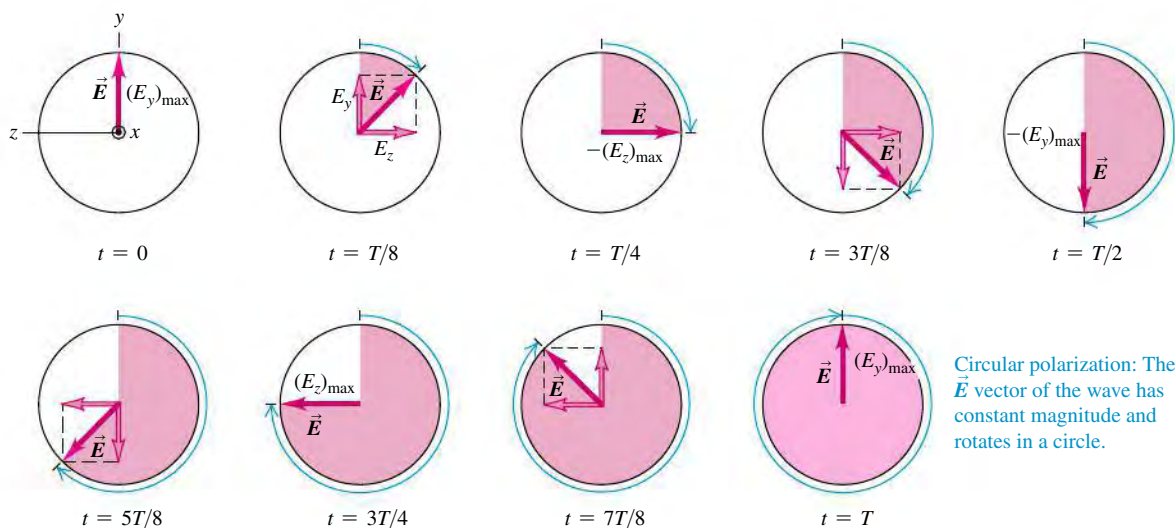 y
E⃗ (E_y)max
z x
t = 0
E_y E⃗
E_z
t = T/8
E⃗
−(E_z)max
t = T/4
E⃗
t = 3T/8
−(E_y)max
E⃗
t = T/2
E⃗
t = 5T/8
(E_z)max
E⃗
t = 3T/4
E⃗
t = 7T/8
E⃗ (E_y)max
t = T
Circular polarization: The
E⃗ vector of the wave has
constant magnitude and
rotates in a circle.